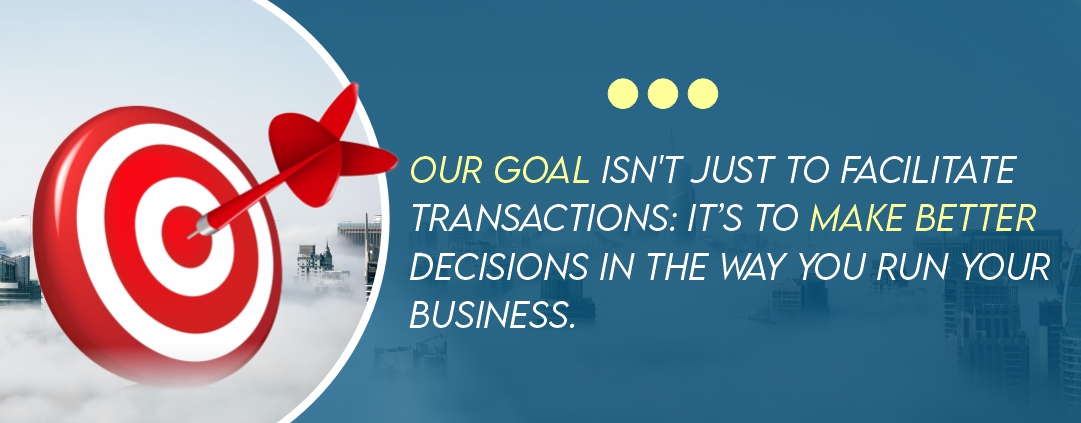 OUR GOAL ISN'T JUST TO FACILITATE
TRANSACTIONS: IT’S TO MAKE BETTER
DECISIONS IN THE WAY YOU RUN YOUR
BUSINESS.